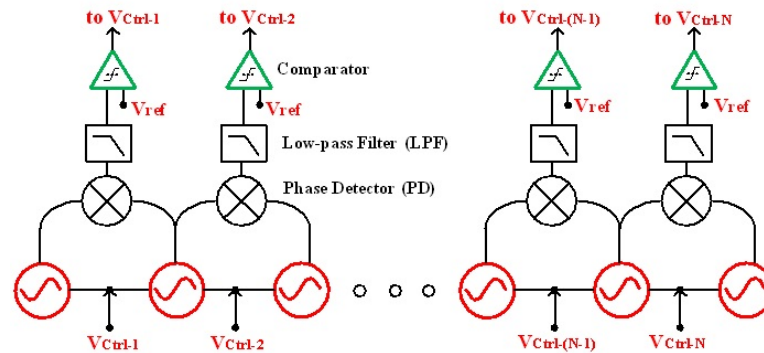 to VCtrl-1 to VCtrl-2 to VCtrl-(N-1) to VCtrl-N
Comparator
Vref Vref Vref Vref
Low-pass Filter (LPF)
Phase Detector (PD)
VCtrl-1 VCtrl-2 VCtrl-(N-1) VCtrl-N